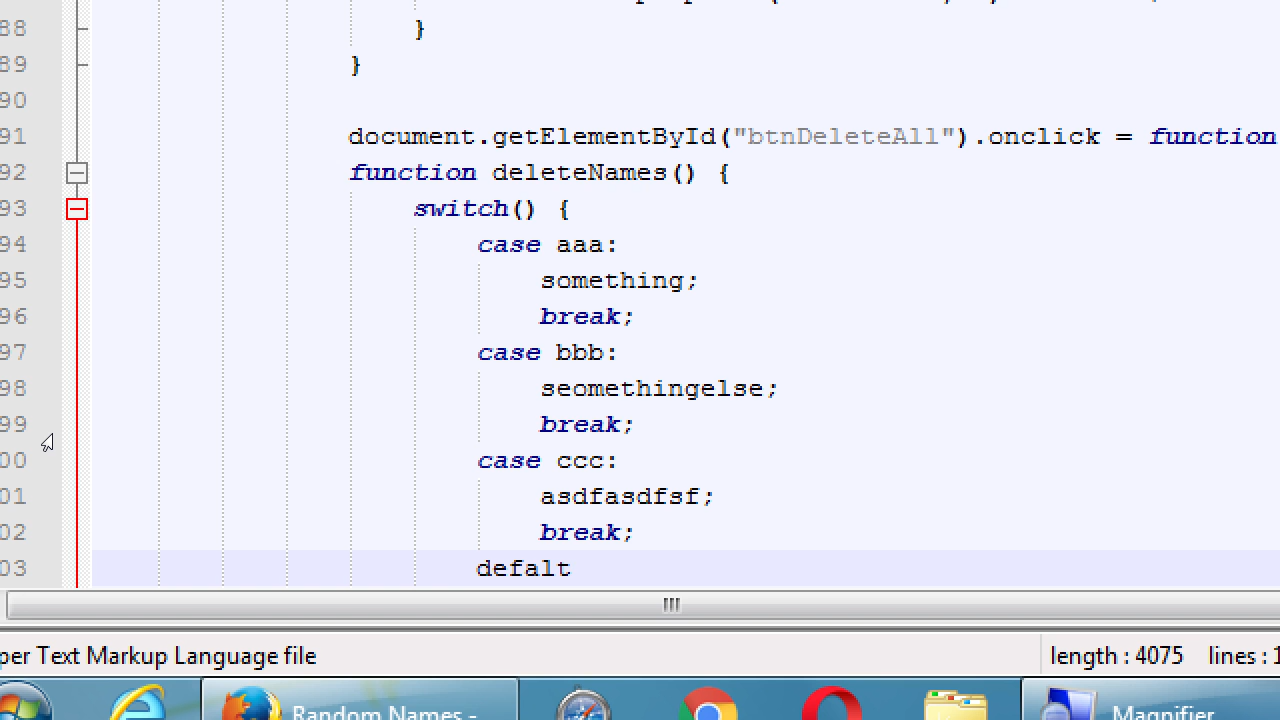 88 }
89 }
90
91 document.getElementById("btnDeleteAll").onclick = function
92 function deleteNames() {
93 switch() {
94 case aaa:
95 something;
96 break;
97 case bbb:
98 seomethingelse;
99 break;
00 case ccc:
01 asdfasdfsf;
02 break;
03 defalt
per Text Markup Language file length : 4075 lines : 1
Random Names - Magnifier